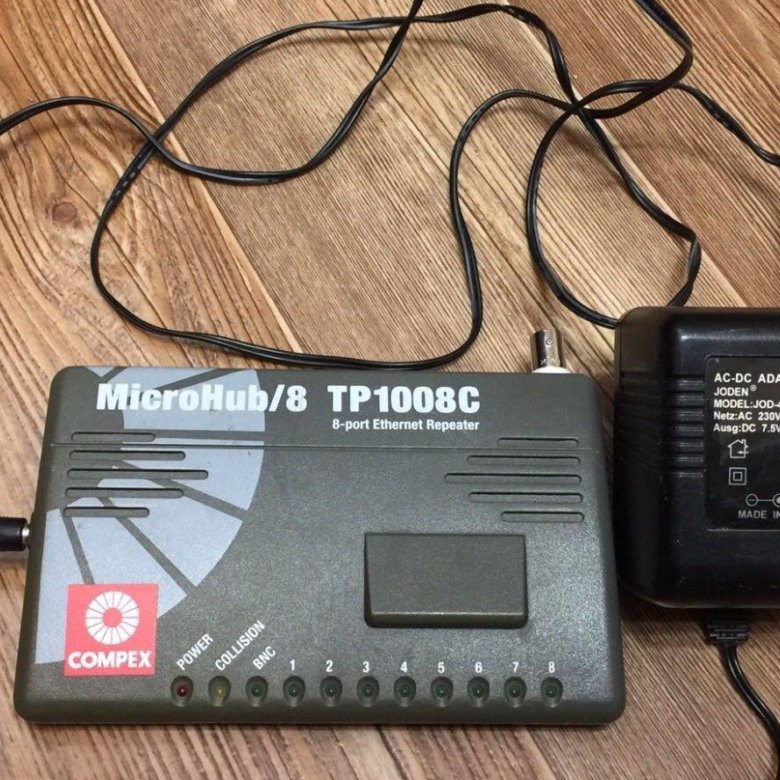 MicroHub/8 TP1008C
8-port Ethernet Repeater
COMPEX
POWER
COLLISION
BNC
1 2 3 4 5 6 7 8
AC-DC ADA
JODEN®
MODEL:JOD-
Netz:AC 230V
Ausg:DC 7.5V
MADE IN